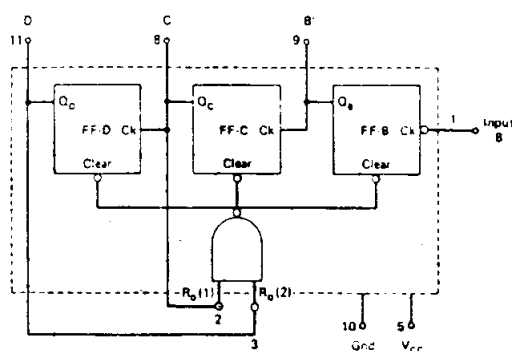 D C B
11 8 9
Q_D Q_C Q_B
FF-D Ck FF-C Ck FF-B Ck
1 Input B
Clear Clear Clear
R_0(1) R_0(2)
2
3
10 5
Gnd V_CC